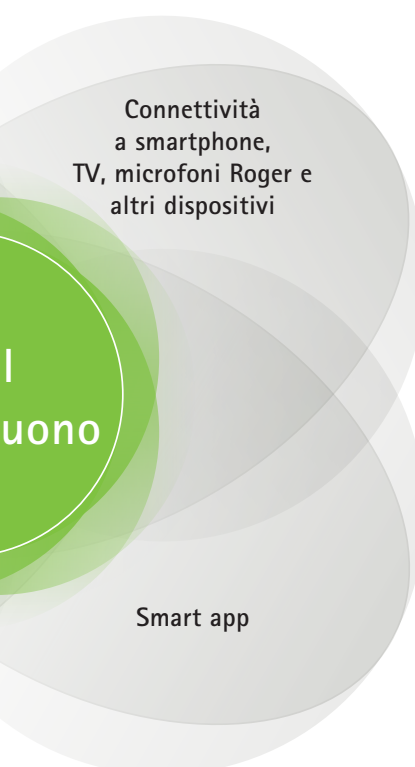 Connettività
a smartphone,
TV, microfoni Roger e
altri dispositivi
l
uono
Smart app